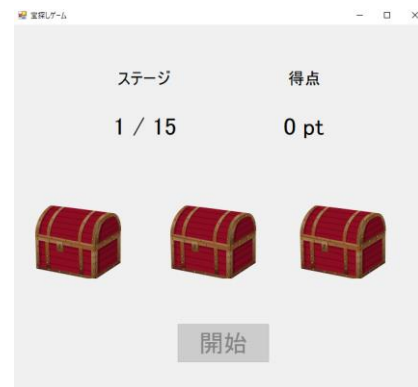 宝探しゲーム
ステージ
得点
1 / 15
0 pt
開始